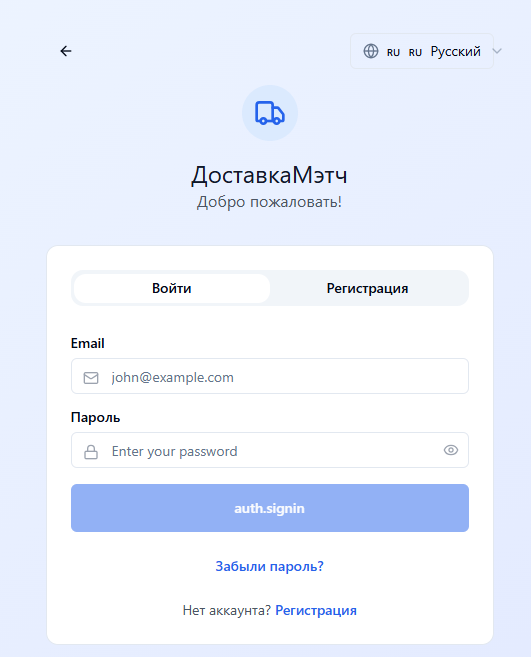 RU RU Русский
ДоставкаМэтч
Добро пожаловать!
Войти Регистрация
Email
john@example.com
Пароль
Enter your password
auth.signin
Забыли пароль?
Нет аккаунта? Регистрация